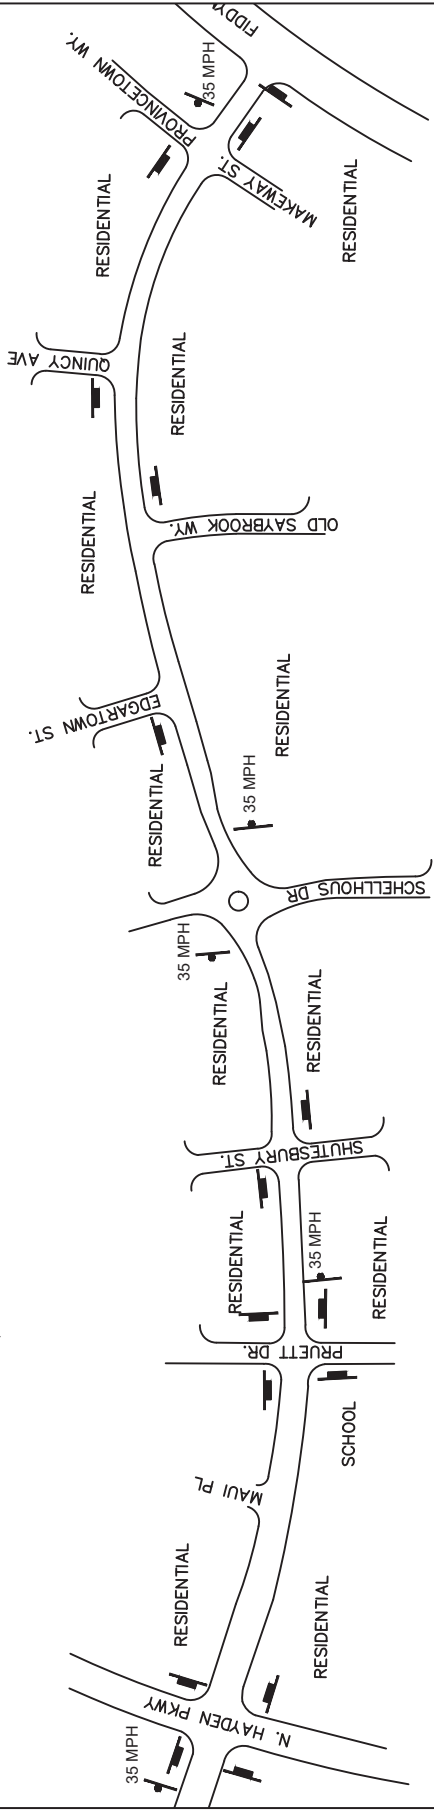 FIDDY
PROVINCETOWN WY.
35 MPH
MAKEWAY ST.
RESIDENTIAL
RESIDENTIAL
QUINCY AVE
RESIDENTIAL
RESIDENTIAL
OLD SAYBROOK WY.
EDGARTOWN ST.
RESIDENTIAL
RESIDENTIAL
35 MPH
SCHELLHOUS DR
35 MPH
RESIDENTIAL
RESIDENTIAL
SHUTESBURY ST.
RESIDENTIAL
35 MPH
RESIDENTIAL
PRUETT DR.
SCHOOL
MAUI PL
RESIDENTIAL
RESIDENTIAL
N. HAYDEN PKWY
35 MPH